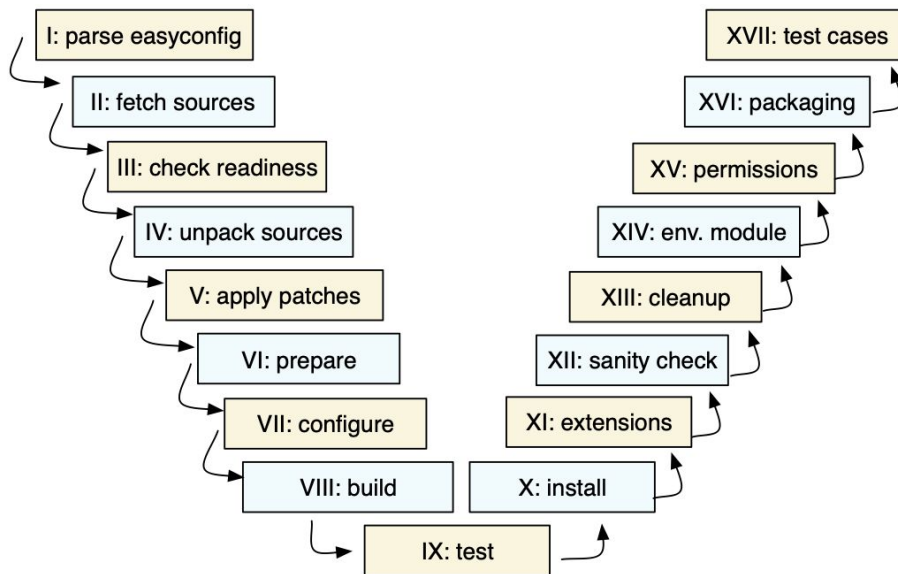 I: parse easyconfig
II: fetch sources
III: check readiness
IV: unpack sources
V: apply patches
VI: prepare
VII: configure
VIII: build
IX: test
X: install
XI: extensions
XII: sanity check
XIII: cleanup
XIV: env. module
XV: permissions
XVI: packaging
XVII: test cases